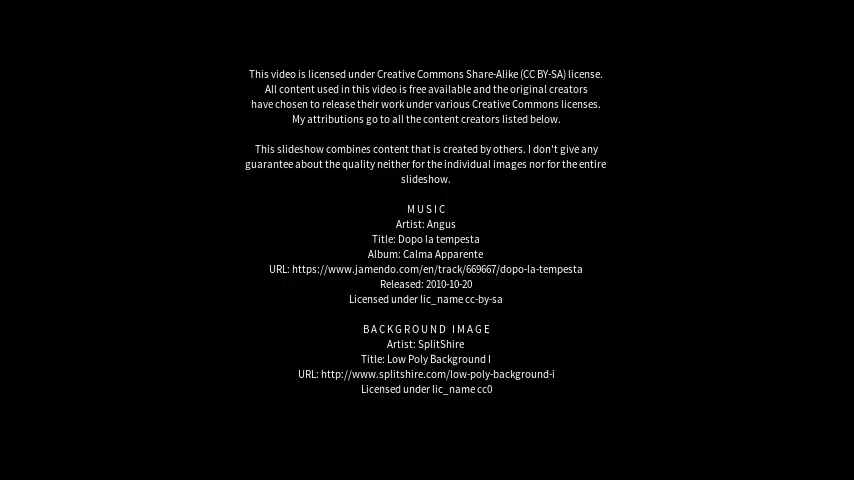 This video is licensed under Creative Commons Share-Alike (CC BY-SA) license.
All content used in this video is free available and the original creators
have chosen to release their work under various Creative Commons licenses.
My attributions go to all the content creators listed below.
This slideshow combines content that is created by others. I don't give any
guarantee about the quality neither for the individual images nor for the entire
slideshow.
MUSIC
Artist: Angus
Title: Dopo la tempesta
Album: Calma Apparente
URL: https://www.jamendo.com/en/track/669667/dopo-la-tempesta
Released: 2010-10-20
Licensed under lic_name cc-by-sa
BACKGROUND IMAGE
Artist: SplitShire
Title: Low Poly Background I
URL: http://www.splitshire.com/low-poly-background-i
Licensed under lic_name cc0